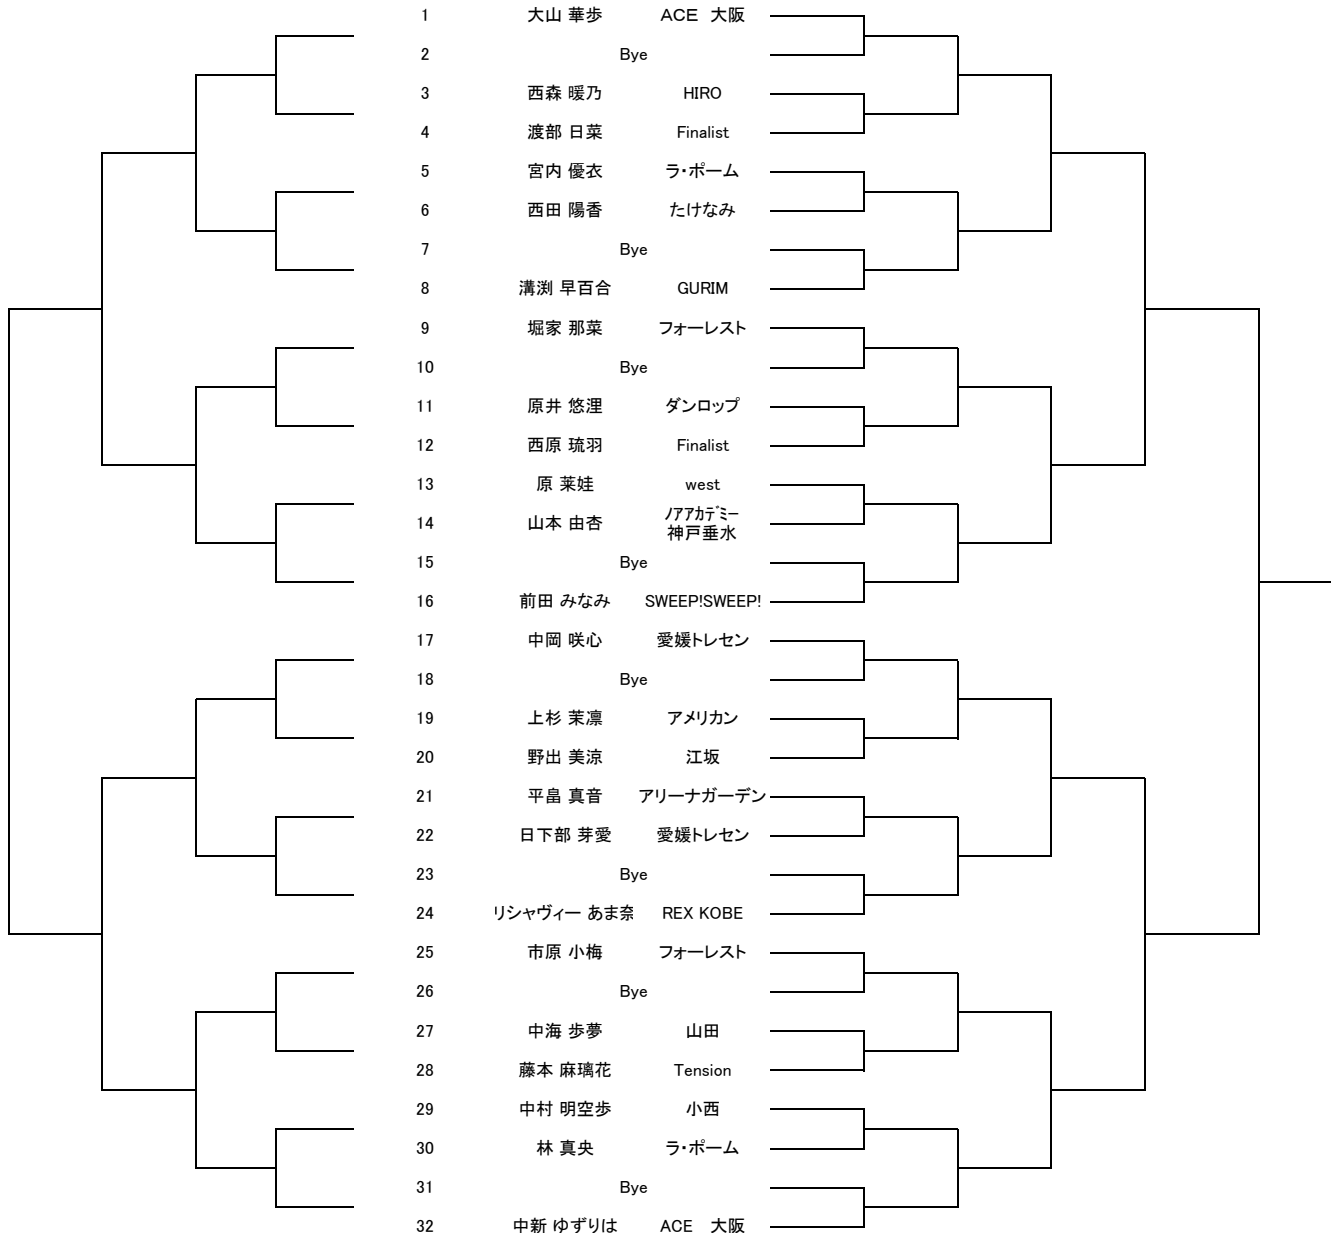 1 大山 華歩 ACE 大阪
2 Bye
3 西森 暖乃 HIRO
4 渡部 日菜 Finalist
5 宮内 優衣 ラ・ポーム
6 西田 陽香 たけなみ
7 Bye
8 溝渕 早百合 GURIM
9 堀家 那菜 フォーレスト
10 Bye
11 原井 悠浬 ダンロップ
12 西原 琉羽 Finalist
13 原 莱娃 west
14 山本 由杏 ﾉｱアカデミー
神戸垂水
15 Bye
16 前田 みなみ SWEEP!SWEEP!
17 中岡 咲心 愛媛トレセン
18 Bye
19 上杉 茉凛 アメリカン
20 野出 美涼 江坂
21 平畠 真音 アリーナガーデン
22 日下部 芽愛 愛媛トレセン
23 Bye
24 リシャヴィー あま奈 REX KOBE
25 市原 小梅 フォーレスト
26 Bye
27 中海 歩夢 山田
28 藤本 麻璃花 Tension
29 中村 明空歩 小西
30 林 真央 ラ・ポーム
31 Bye
32 中新 ゆずりは ACE 大阪